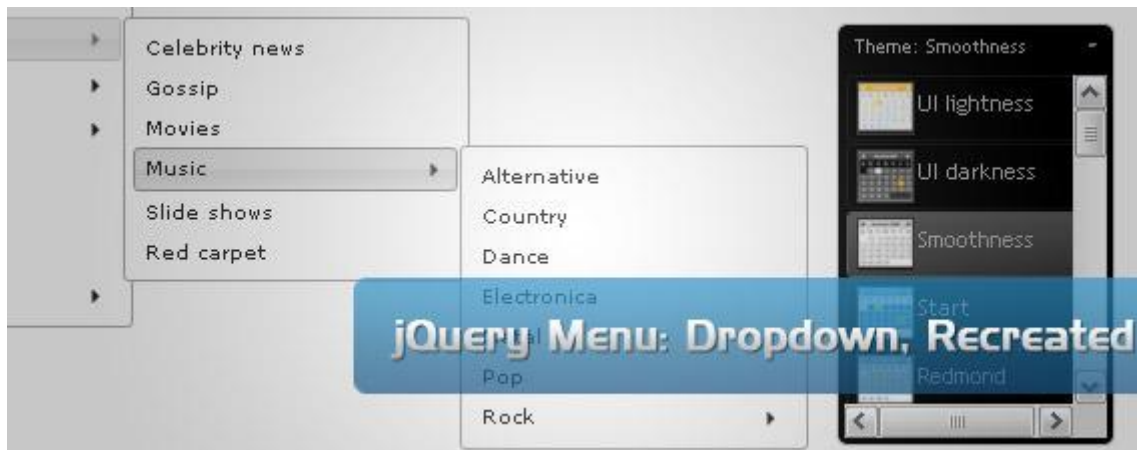 Celebrity news
Gossip
Movies
Music
Slide shows
Red carpet
Alternative
Country
Dance
Electronica
Pop
Rock
Theme: Smoothness
UI lightness
UI darkness
Smoothness
Start
Redmond
jQuery Menu: Dropdown, Recreated